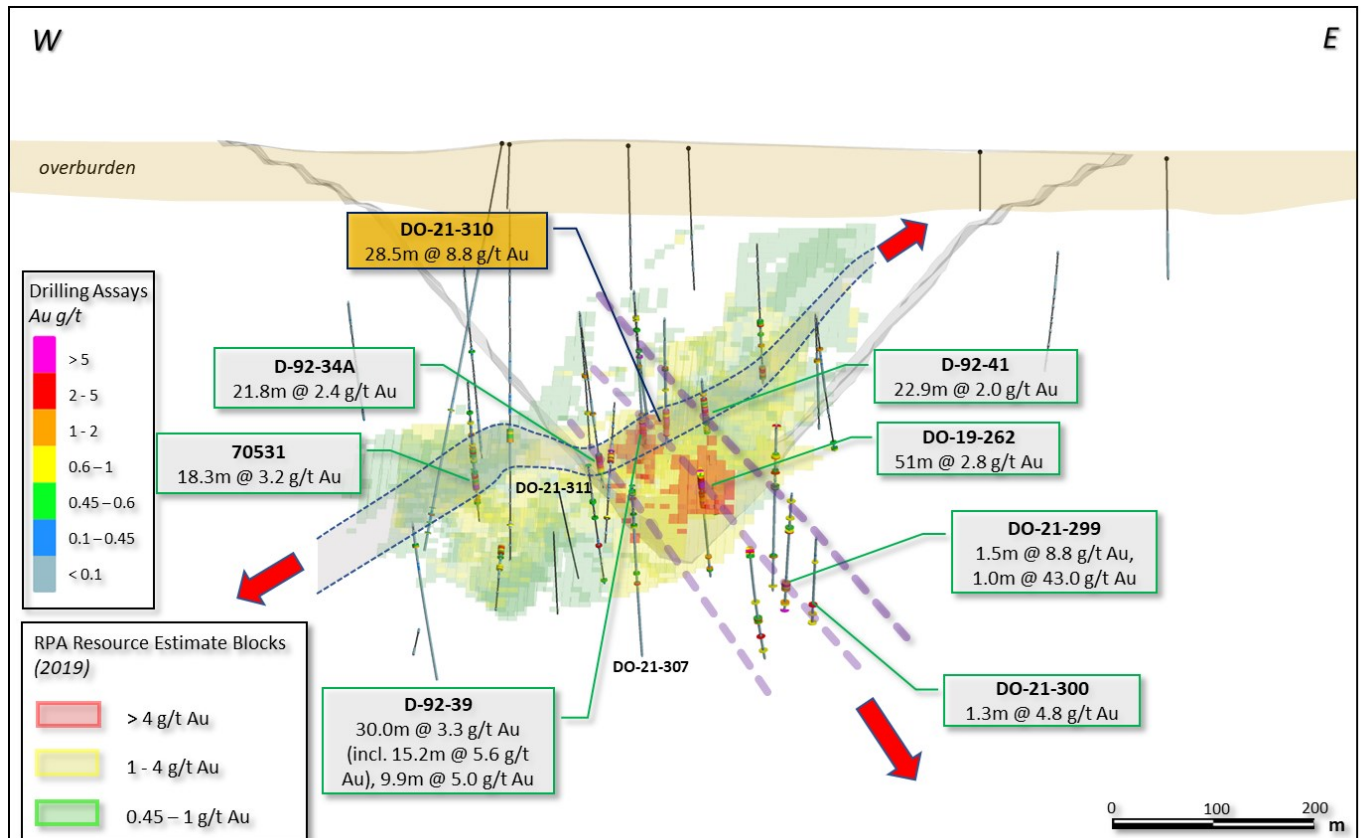 W
E
overburden
DO-21-310
28.5m @ 8.8 g/t Au
Drilling Assays
Au g/t
> 5
2 - 5
1 - 2
0.6 – 1
0.45 – 0.6
0.1 – 0.45
< 0.1
D-92-34A
21.8m @ 2.4 g/t Au
D-92-41
22.9m @ 2.0 g/t Au
70531
18.3m @ 3.2 g/t Au
DO-21-311
DO-19-262
51m @ 2.8 g/t Au
DO-21-299
1.5m @ 8.8 g/t Au,
1.0m @ 43.0 g/t Au
RPA Resource Estimate Blocks
(2019)
> 4 g/t Au
1 - 4 g/t Au
0.45 – 1 g/t Au
DO-21-307
D-92-39
30.0m @ 3.3 g/t Au
(incl. 15.2m @ 5.6 g/t
Au), 9.9m @ 5.0 g/t Au
DO-21-300
1.3m @ 4.8 g/t Au
0 100 200
m